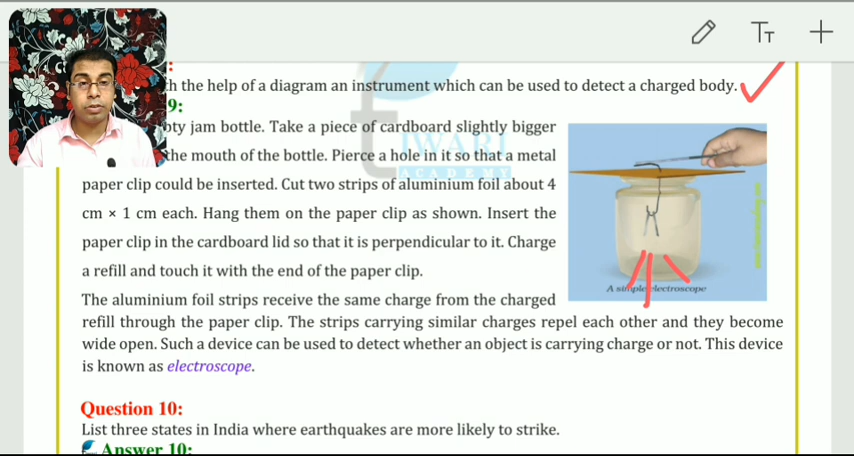 :
th the help of a diagram an instrument which can be used to detect a charged body.
9:
pty jam bottle. Take a piece of cardboard slightly bigger
the mouth of the bottle. Pierce a hole in it so that a metal
paper clip could be inserted. Cut two strips of aluminium foil about 4
cm × 1 cm each. Hang them on the paper clip as shown. Insert the
paper clip in the cardboard lid so that it is perpendicular to it. Charge
a refill and touch it with the end of the paper clip.
A simple electroscope
The aluminium foil strips receive the same charge from the charged
refill through the paper clip. The strips carrying similar charges repel each other and they become
wide open. Such a device can be used to detect whether an object is carrying charge or not. This device
is known as electroscope.
Question 10:
List three states in India where earthquakes are more likely to strike.
Answer 10:
TIWARI
ACADEMY
TT